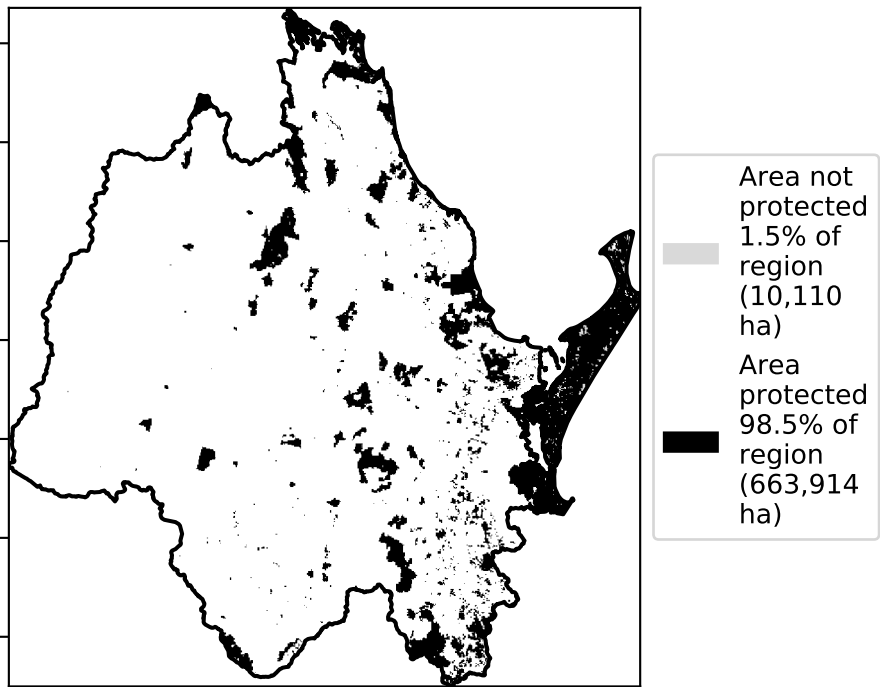 Area not
protected
1.5% of
region
(10,110
ha)
Area
protected
98.5% of
region
(663,914
ha)